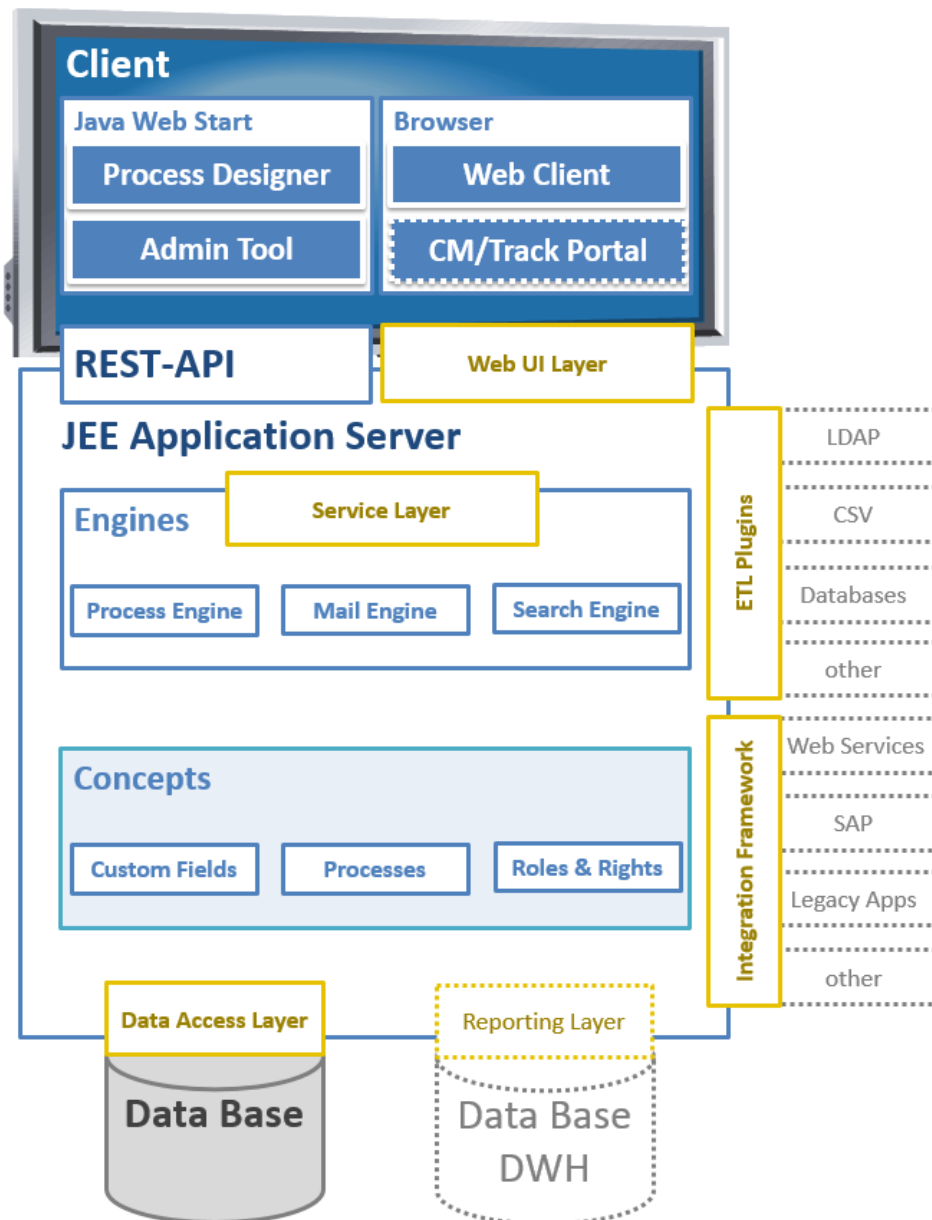 Client
Java Web Start
Process Designer
Admin Tool
Browser
Web Client
CM/Track Portal
REST-API
Web UI Layer
JEE Application Server
Engines
Service Layer
Process Engine
Mail Engine
Search Engine
Concepts
Custom Fields
Processes
Roles & Rights
ETL Plugins
LDAP
CSV
Databases
other
Integration Framework
Web Services
SAP
Legacy Apps
other
Data Access Layer
Data Base
Reporting Layer
Data Base
DWH